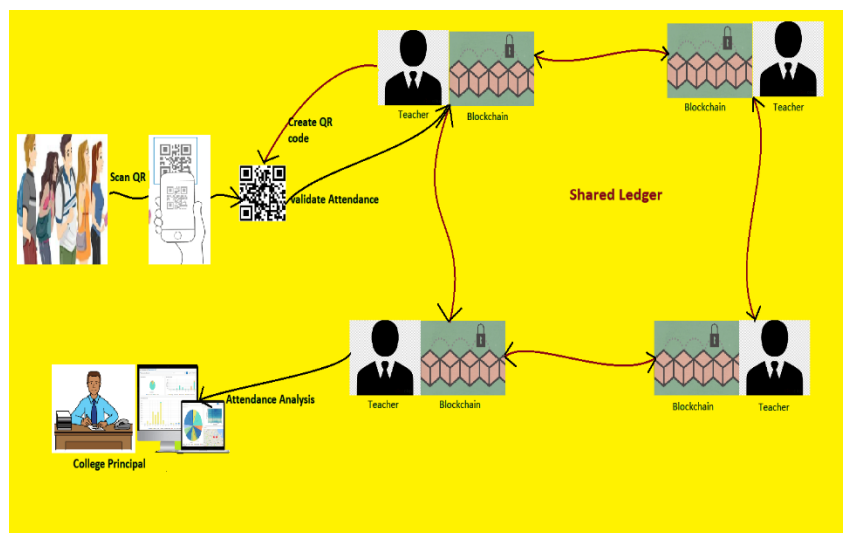 Teacher
Blockchain
Blockchain
Teacher
Create QR
code
Scan QR
validate Attendance
Shared Ledger
Attendance Analysis
Teacher
Blockchain
Blockchain
Teacher
College Principal